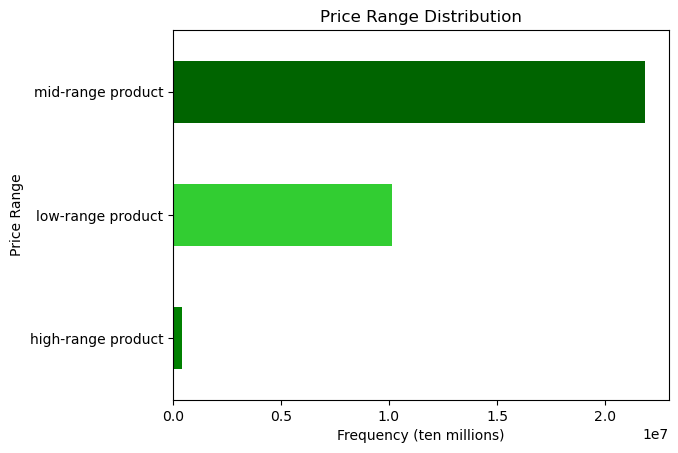 Price Range Distribution
Price Range
mid-range product
low-range product
high-range product
0.0 0.5 1.0 1.5 2.0
1e7
Frequency (ten millions)